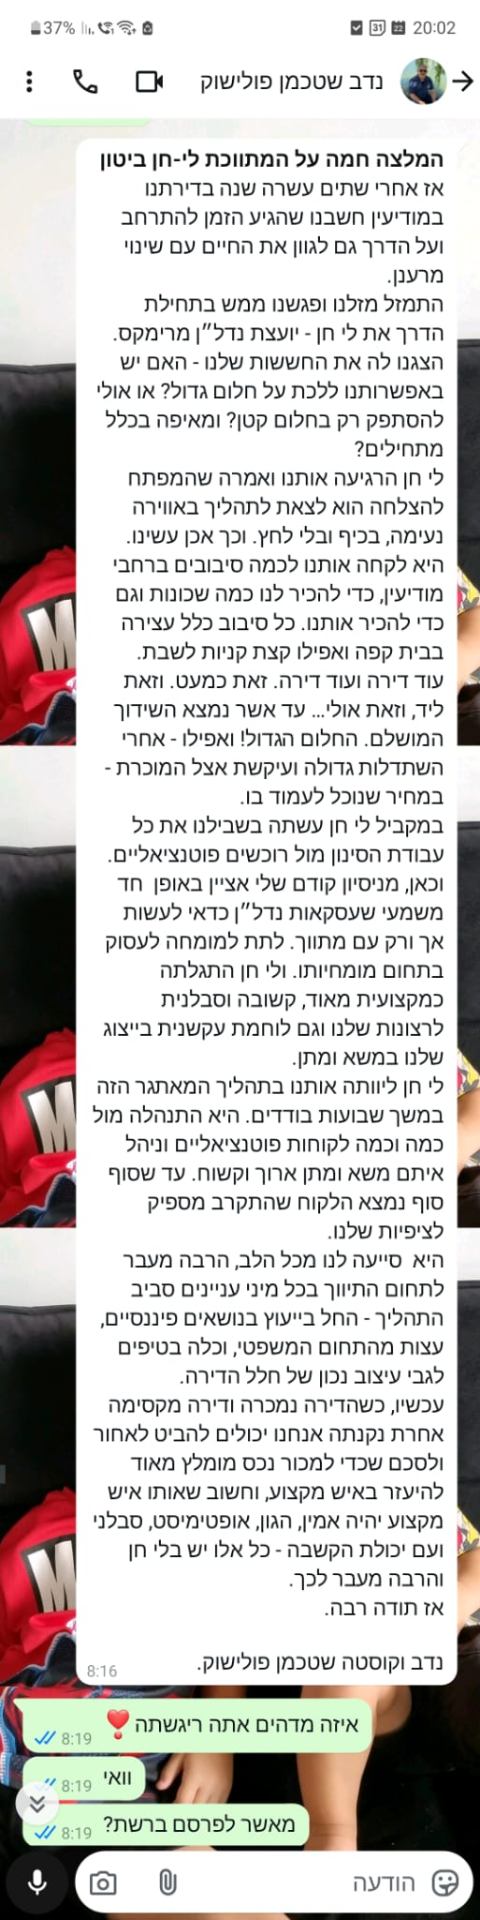 37% 20:02
31 22
נדב שטכמן פולישוק
המלצה חמה על המתווכת לי-חן ביטון
אז אחרי שתים עשרה שנה בדירתנו
במודיעין חשבנו שהגיע הזמן להתרחב
ועל הדרך גם לגוון את החיים עם שינוי
מרענן.
התמזל מזלנו ופגשנו ממש בתחילת
הדרך את לי חן - יועצת נדל״ן מרימקס.
הצגנו לה את החששות שלנו - האם יש
באפשרותנו ללכת על חלום גדול? או אולי
להסתפק רק בחלום קטן? ומאיפה בכלל
מתחילים?
לי חן הרגיעה אותנו ואמרה שהמפתח
להצלחה הוא לצאת לתהליך באווירה
נעימה, בכיף ובלי לחץ. וכך אכן עשינו.
היא לקחה אותנו לכמה סיבובים ברחבי
מודיעין, כדי להכיר לנו כמה שכונות וגם
כדי להכיר אותנו. כל סיבוב כלל עצירה
בבית קפה ואפילו קצת קניות לשבת.
עוד דירה ועוד דירה. זאת כמעט. וזאת
ליד, וזאת אולי... עד אשר נמצא השידוך
המושלם. החלום הגדול! ואפילו - אחרי
השתדלות גדולה ועיקשת אצל המוכרת -
במחיר שנוכל לעמוד בו.
במקביל לי חן עשתה בשבילנו את כל
עבודת הסינון מול רוכשים פוטנציאליים.
וכאן, מניסיון קודם שלי אציין באופן  חד
משמעי שעסקאות נדל״ן כדאי לעשות
אך ורק עם מתווך. לתת למומחה לעסוק
בתחום מומחיותו. ולי חן התגלתה
כמקצועית מאוד, קשובה וסבלנית
לרצונות שלנו וגם לוחמת עקשנית בייצוג
שלנו במשא ומתן.
לי חן ליוותה אותנו בתהליך המאתגר הזה
במשך שבועות בודדים. היא התנהלה מול
כמה וכמה לקוחות פוטנציאליים וניהל
איתם משא ומתן ארוך וקשוח. עד שסוף
סוף נמצא הלקוח שהתקרב מספיק
לציפיות שלנו.
היא  סייעה לנו מכל הלב, הרבה מעבר
לתחום התיווך בכל מיני עניינים סביב
התהליך - החל בייעוץ בנושאים פיננסיים,
עצות מהתחום המשפטי, וכלה בטיפים
לגבי עיצוב נכון של חלל הדירה.
עכשיו, כשהדירה נמכרה ודירה מקסימה
אחרת נקנתה אנחנו יכולים להביט לאחור
ולסכם שכדי למכור נכס מומלץ מאוד
להיעזר באיש מקצוע, וחשוב שאותו איש
מקצוע יהיה אמין, הגון, אופטימיסט, סבלני
ועם יכולת הקשבה - כל אלו יש בלי חן
והרבה מעבר לכך.
אז תודה רבה.
נדב וקוסטה שטכמן פולישוק.
8:16
איזה מדהים אתה ריגשתה❣️ 8:19
וואי 8:19
מאשר לפרסם ברשת? 8:19
הודעה